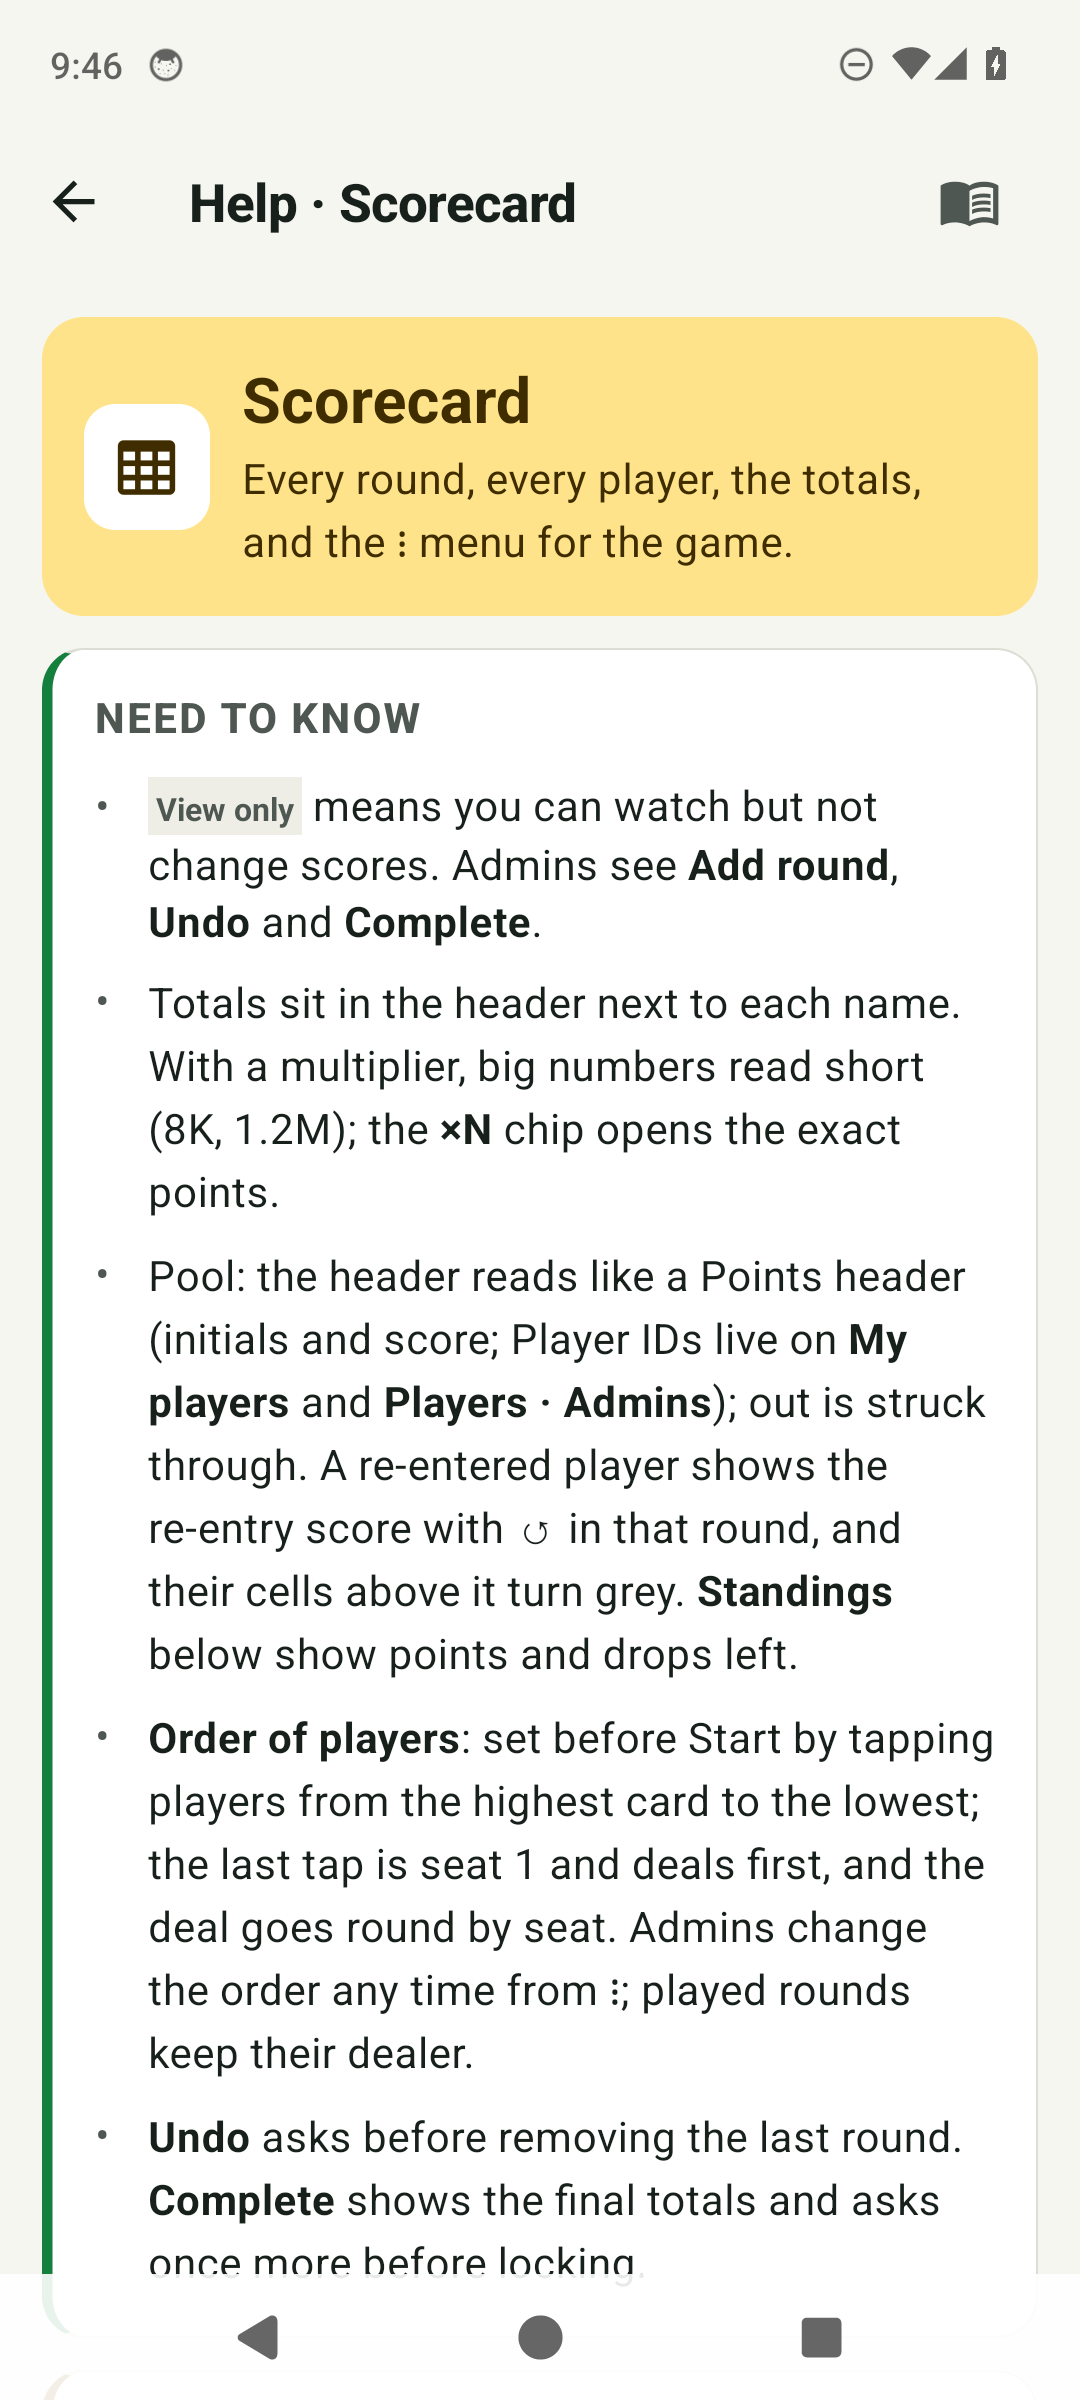 9:46
Help · Scorecard
Scorecard
Every round, every player, the totals,
and the ⋮ menu for the game.
NEED TO KNOW
• View only means you can watch but not
change scores. Admins see Add round,
Undo and Complete.
• Totals sit in the header next to each name.
With a multiplier, big numbers read short
(8K, 1.2M); the ×N chip opens the exact
points.
• Pool: the header reads like a Points header
(initials and score; Player IDs live on My
players and Players · Admins); out is struck
through. A re-entered player shows the
re-entry score with ↺ in that round, and
their cells above it turn grey. Standings
below show points and drops left.
• Order of players: set before Start by tapping
players from the highest card to the lowest;
the last tap is seat 1 and deals first, and the
deal goes round by seat. Admins change
the order any time from ⋮; played rounds
keep their dealer.
• Undo asks before removing the last round.
Complete shows the final totals and asks
once more before locking.